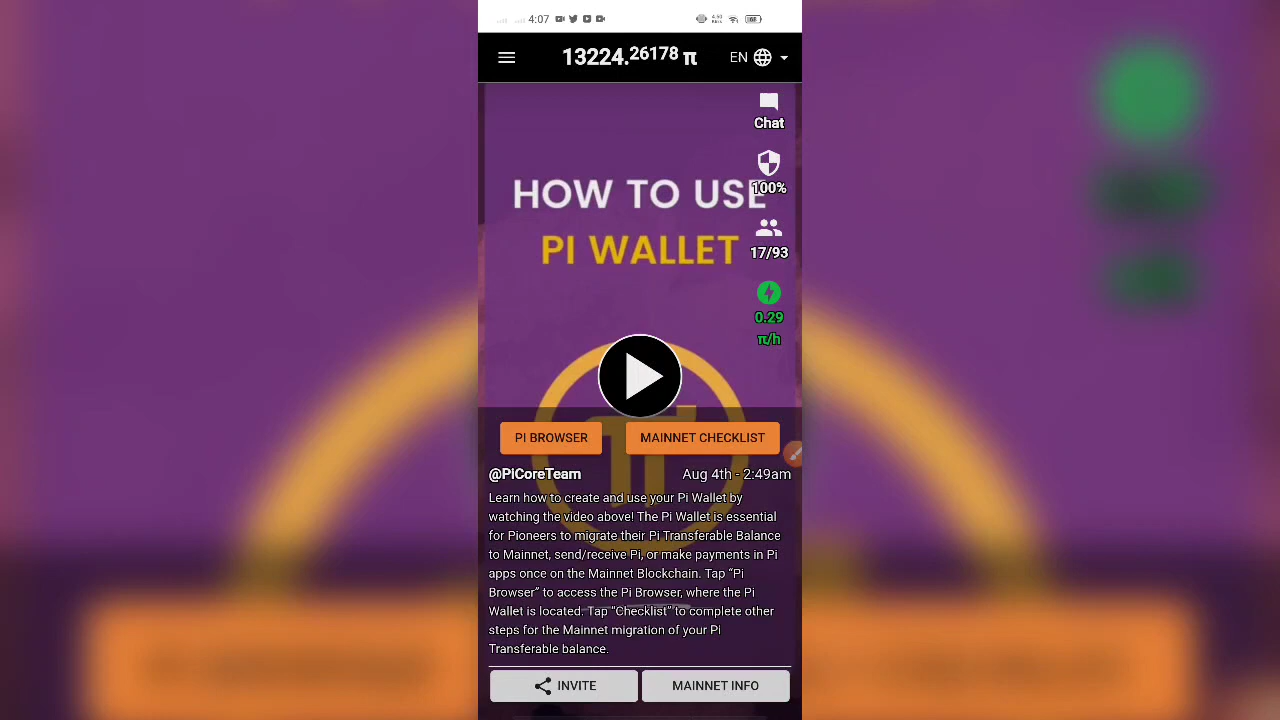 4:07
4.50
KB/s
68
13224.26178 π
EN
Chat
HOW TO USE
100%
PI WALLET
17/93
0.29
π/h
PI BROWSER
MAINNET CHECKLIST
@PiCoreTeam
Aug 4th - 2:49am
Learn how to create and use your Pi Wallet by
watching the video above! The Pi Wallet is essential
for Pioneers to migrate their Pi Transferable Balance
to Mainnet, send/receive Pi, or make payments in Pi
apps once on the Mainnet Blockchain. Tap “Pi
Browser” to access the Pi Browser, where the Pi
Wallet is located. Tap “Checklist” to complete other
steps for the Mainnet migration of your Pi
Transferable balance.
INVITE
MAINNET INFO